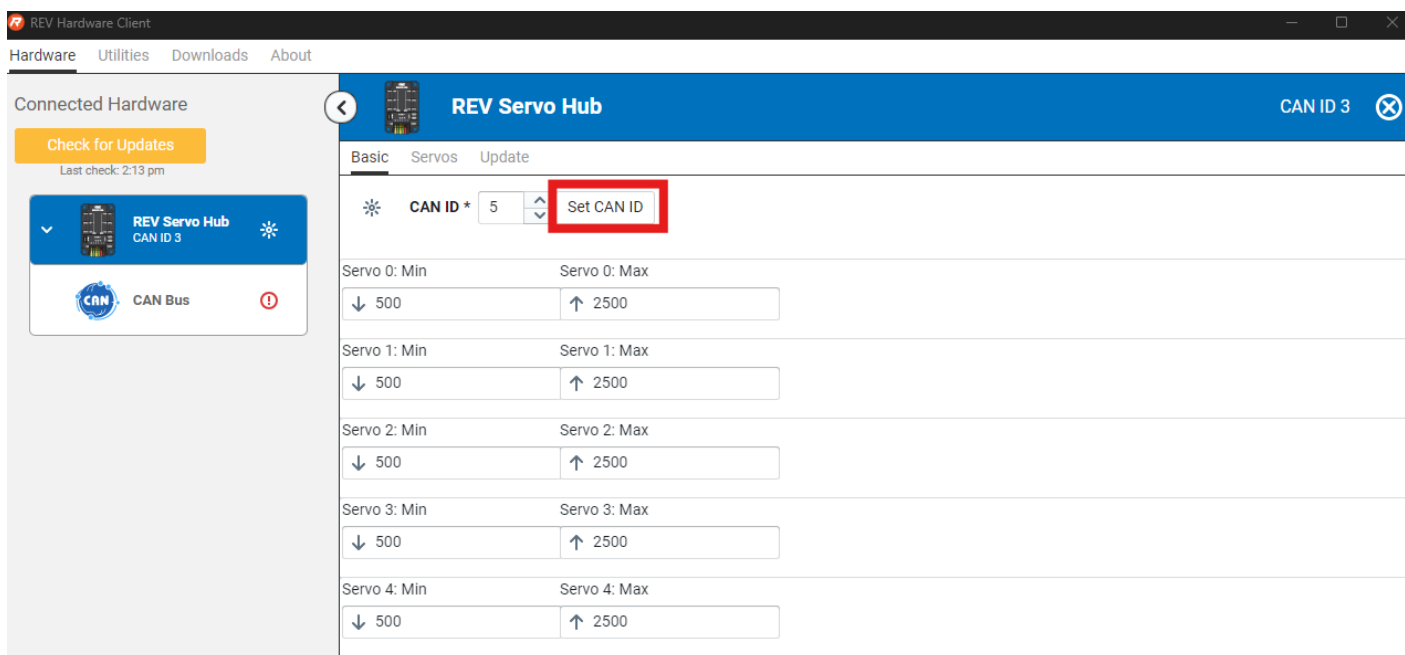 REV Hardware Client
Hardware Utilities Downloads About
Connected Hardware
Check for Updates
Last check: 2:13 pm
REV Servo Hub
CAN ID 3
CAN
CAN Bus
REV Servo Hub
CAN ID 3
Basic Servos Update
CAN ID * 5 Set CAN ID
Servo 0: Min Servo 0: Max
500 2500
Servo 1: Min Servo 1: Max
500 2500
Servo 2: Min Servo 2: Max
500 2500
Servo 3: Min Servo 3: Max
500 2500
Servo 4: Min Servo 4: Max
500 2500